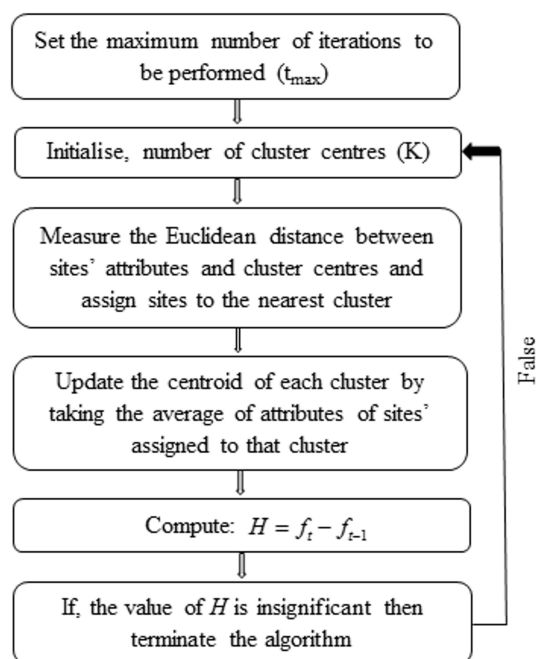 Set the maximum number of iterations to
be performed (tmax)
Initialise, number of cluster centres (K)
Measure the Euclidean distance between
sites' attributes and cluster centres and
assign sites to the nearest cluster
Update the centroid of each cluster by
taking the average of attributes of sites'
assigned to that cluster
Compute: H = ft − ft–1
If, the value of H is insignificant then
terminate the algorithm
False